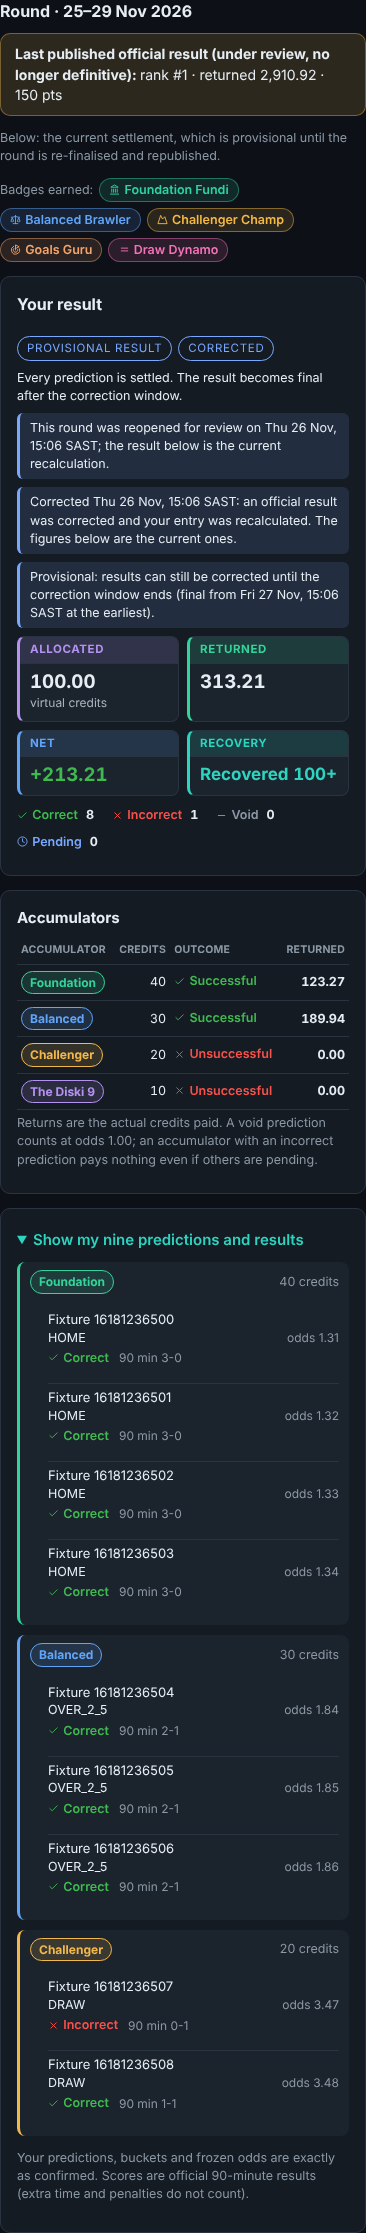 Round · 25–29 Nov 2026
Last published official result (under review, no
longer definitive): rank #1 · returned 2,910.92 ·
150 pts
Below: the current settlement, which is provisional until the
round is re-finalised and republished.
Badges earned: Foundation Fundi
Balanced Brawler Challenger Champ
Goals Guru Draw Dynamo
Your result
PROVISIONAL RESULT CORRECTED
Every prediction is settled. The result becomes final
after the correction window.
This round was reopened for review on Thu 26 Nov,
15:06 SAST; the result below is the current
recalculation.
Corrected Thu 26 Nov, 15:06 SAST: an official result
was corrected and your entry was recalculated. The
figures below are the current ones.
Provisional: results can still be corrected until the
correction window ends (final from Fri 27 Nov, 15:06
SAST at the earliest).
ALLOCATED RETURNED
100.00 313.21
virtual credits
NET RECOVERY
+213.21 Recovered 100+
✓ Correct 8 × Incorrect 1 – Void 0
Pending 0
Accumulators
ACCUMULATOR CREDITS OUTCOME RETURNED
Foundation 40 ✓ Successful 123.27
Balanced 30 ✓ Successful 189.94
Challenger 20 × Unsuccessful 0.00
The Diski 9 10 × Unsuccessful 0.00
Returns are the actual credits paid. A void prediction
counts at odds 1.00; an accumulator with an incorrect
prediction pays nothing even if others are pending.
▼ Show my nine predictions and results
Foundation 40 credits
Fixture 16181236500
HOME odds 1.31
✓ Correct 90 min 3-0
Fixture 16181236501
HOME odds 1.32
✓ Correct 90 min 3-0
Fixture 16181236502
HOME odds 1.33
✓ Correct 90 min 3-0
Fixture 16181236503
HOME odds 1.34
✓ Correct 90 min 3-0
Balanced 30 credits
Fixture 16181236504
OVER_2_5 odds 1.84
✓ Correct 90 min 2-1
Fixture 16181236505
OVER_2_5 odds 1.85
✓ Correct 90 min 2-1
Fixture 16181236506
OVER_2_5 odds 1.86
✓ Correct 90 min 2-1
Challenger 20 credits
Fixture 16181236507
DRAW odds 3.47
× Incorrect 90 min 0-1
Fixture 16181236508
DRAW odds 3.48
✓ Correct 90 min 1-1
Your predictions, buckets and frozen odds are exactly
as confirmed. Scores are official 90-minute results
(extra time and penalties do not count).